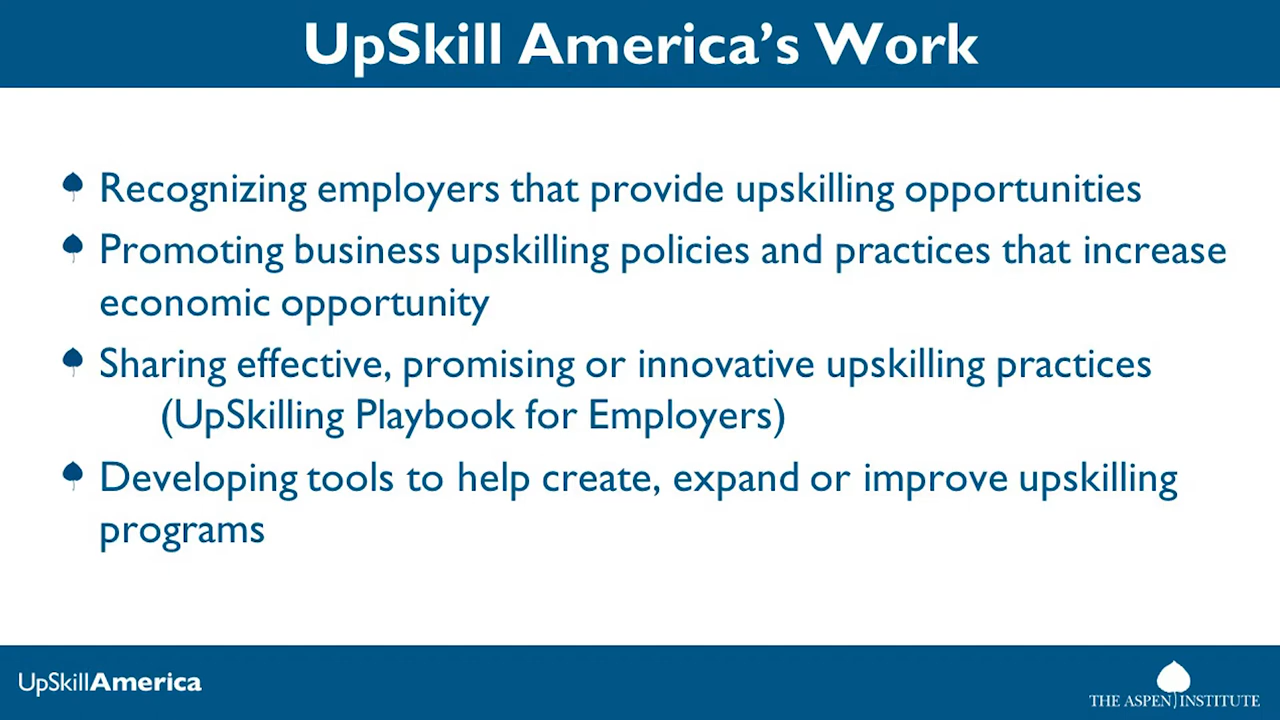 UpSkill America’s Work
Recognizing employers that provide upskilling opportunities
Promoting business upskilling policies and practices that increase
economic opportunity
Sharing effective, promising or innovative upskilling practices
(UpSkilling Playbook for Employers)
Developing tools to help create, expand or improve upskilling
programs
UpSkillAmerica
THE ASPEN INSTITUTE